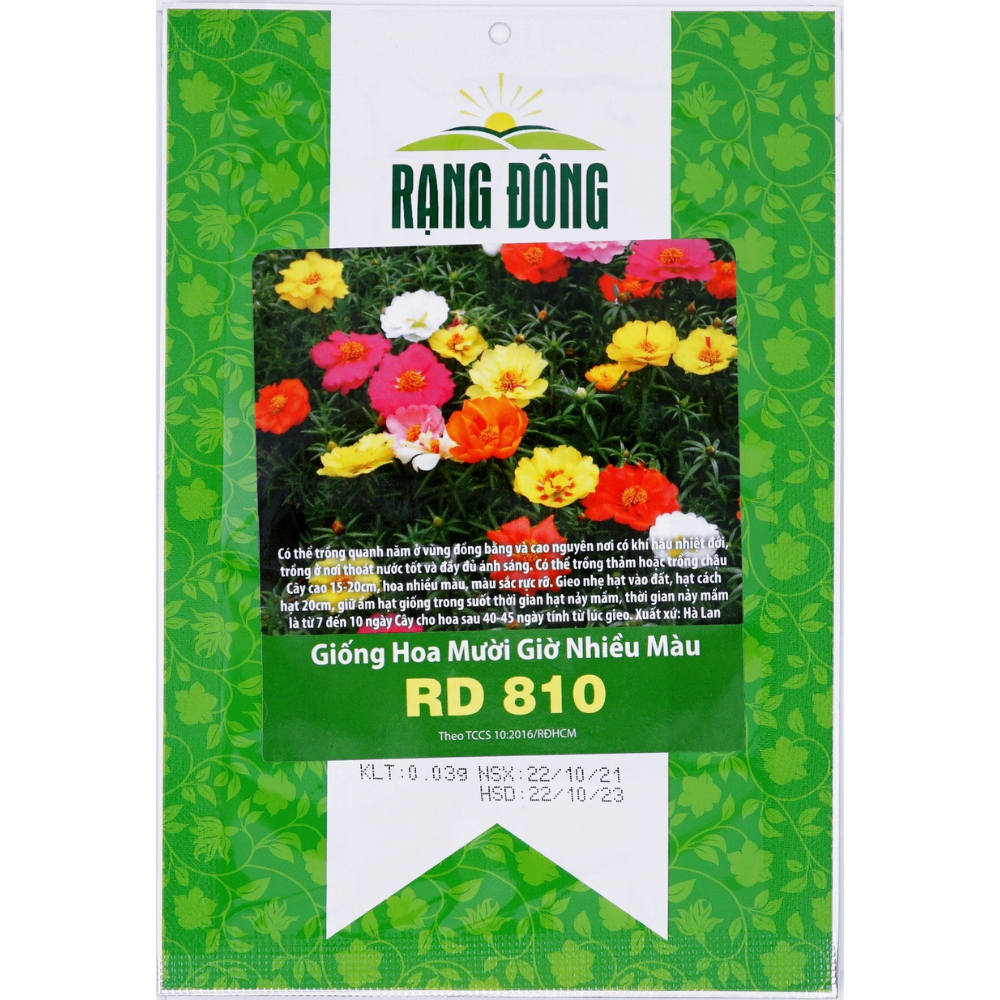 RẠNG ĐÔNG
Có thể trồng quanh năm ở vùng đồng bằng và cao nguyên nơi có khí hậu nhiệt đới,
trồng ở nơi thoát nước tốt và đầy đủ ánh sáng. Có thể trồng thảm hoặc trồng chậu
Cây cao 15-20cm, hoa nhiều màu, màu sắc rực rỡ. Gieo nhẹ hạt vào đất, hạt cách
hạt 20cm, giữ ẩm hạt giống trong suốt thời gian hạt nảy mầm, thời gian nảy mầm
là từ 7 đến 10 ngày Cây cho hoa sau 40-45 ngày tính từ lúc gieo. Xuất xứ: Hà Lan
Giống Hoa Mười Giờ Nhiều Màu
RD 810
Theo TCCS 10:2016/RĐHCM
KLT:0.03g NSX:22/10/21
HSD:22/10/23